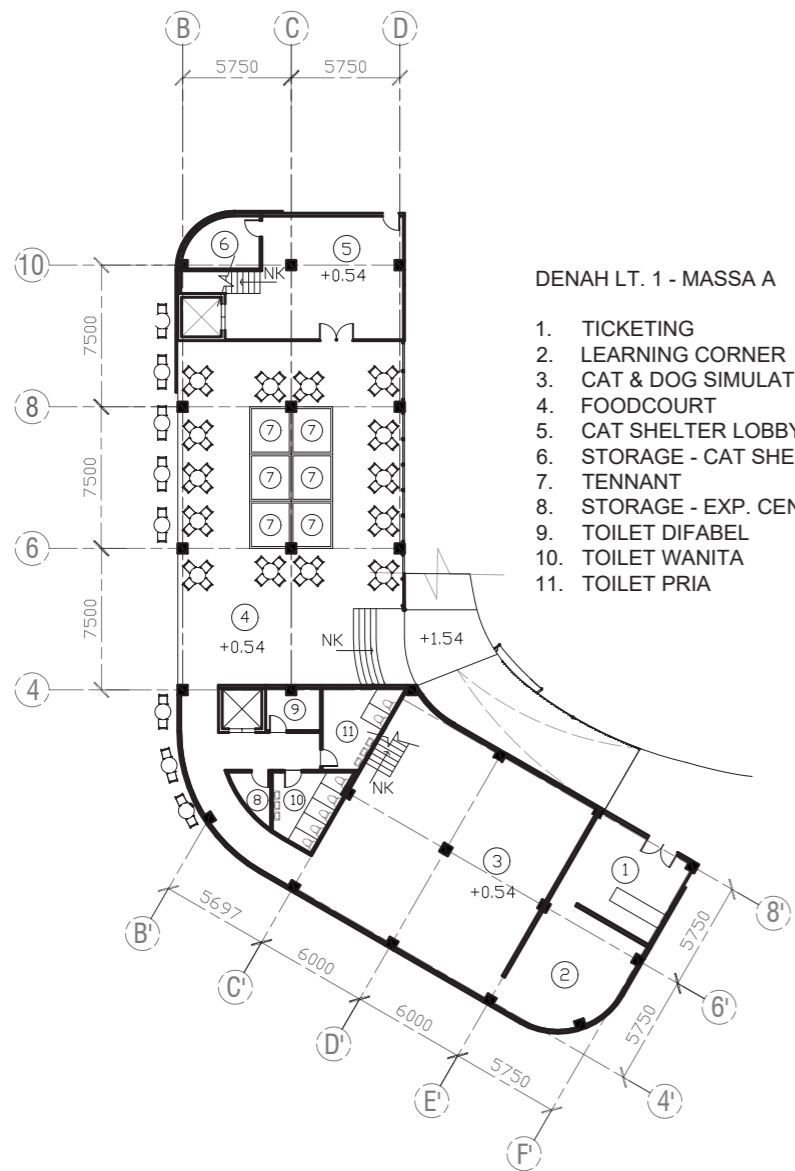 B C D
5750 5750
10
6
5
+0.54
NK
7500
8
7 7
7500
7 7
7 7
6
7500
4
+0.54
NK
+1.54
4
9
11
NK
8
10
3
+0.54
1
2
B'
5697
C'
6000
D'
6000
E'
5750
F'
8'
5750
6'
5750
4'
DENAH LT. 1 - MASSA A
1. TICKETING
2. LEARNING CORNER
3. CAT & DOG SIMULAT
4. FOODCOURT
5. CAT SHELTER LOBBY
6. STORAGE - CAT SHE
7. TENNANT
8. STORAGE - EXP. CEN
9. TOILET DIFABEL
10. TOILET WANITA
11. TOILET PRIA